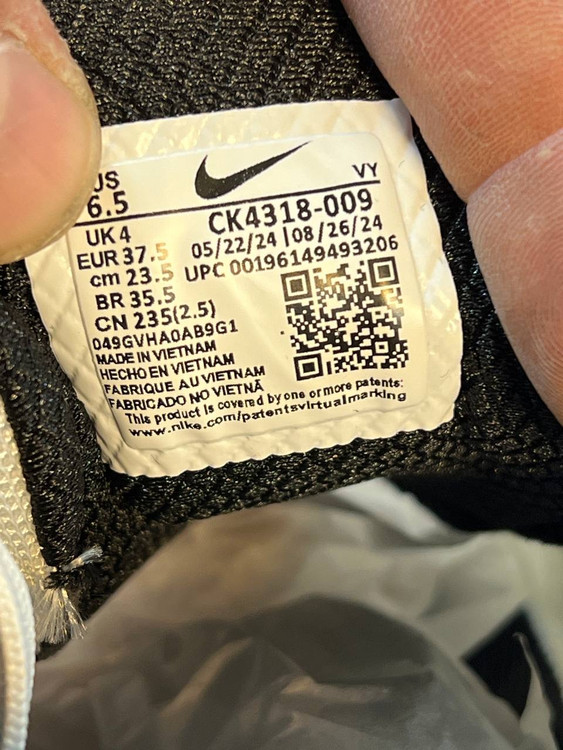 US
6.5
VY
UK 4
EUR 37.5
cm 23.5
BR 35.5
CN 235(2.5)
CK4318-009
05/22/24 | 08/26/24
UPC 00196149493206
049GVHA0AB9G1
MADE IN VIETNAM
HECHO EN VIETNAM
FABRIQUE AU VIETNAM
FABRICADO NO VIETNÃ
This product is covered by one or more patents:
www.nike.com/patentsvirtualmarking